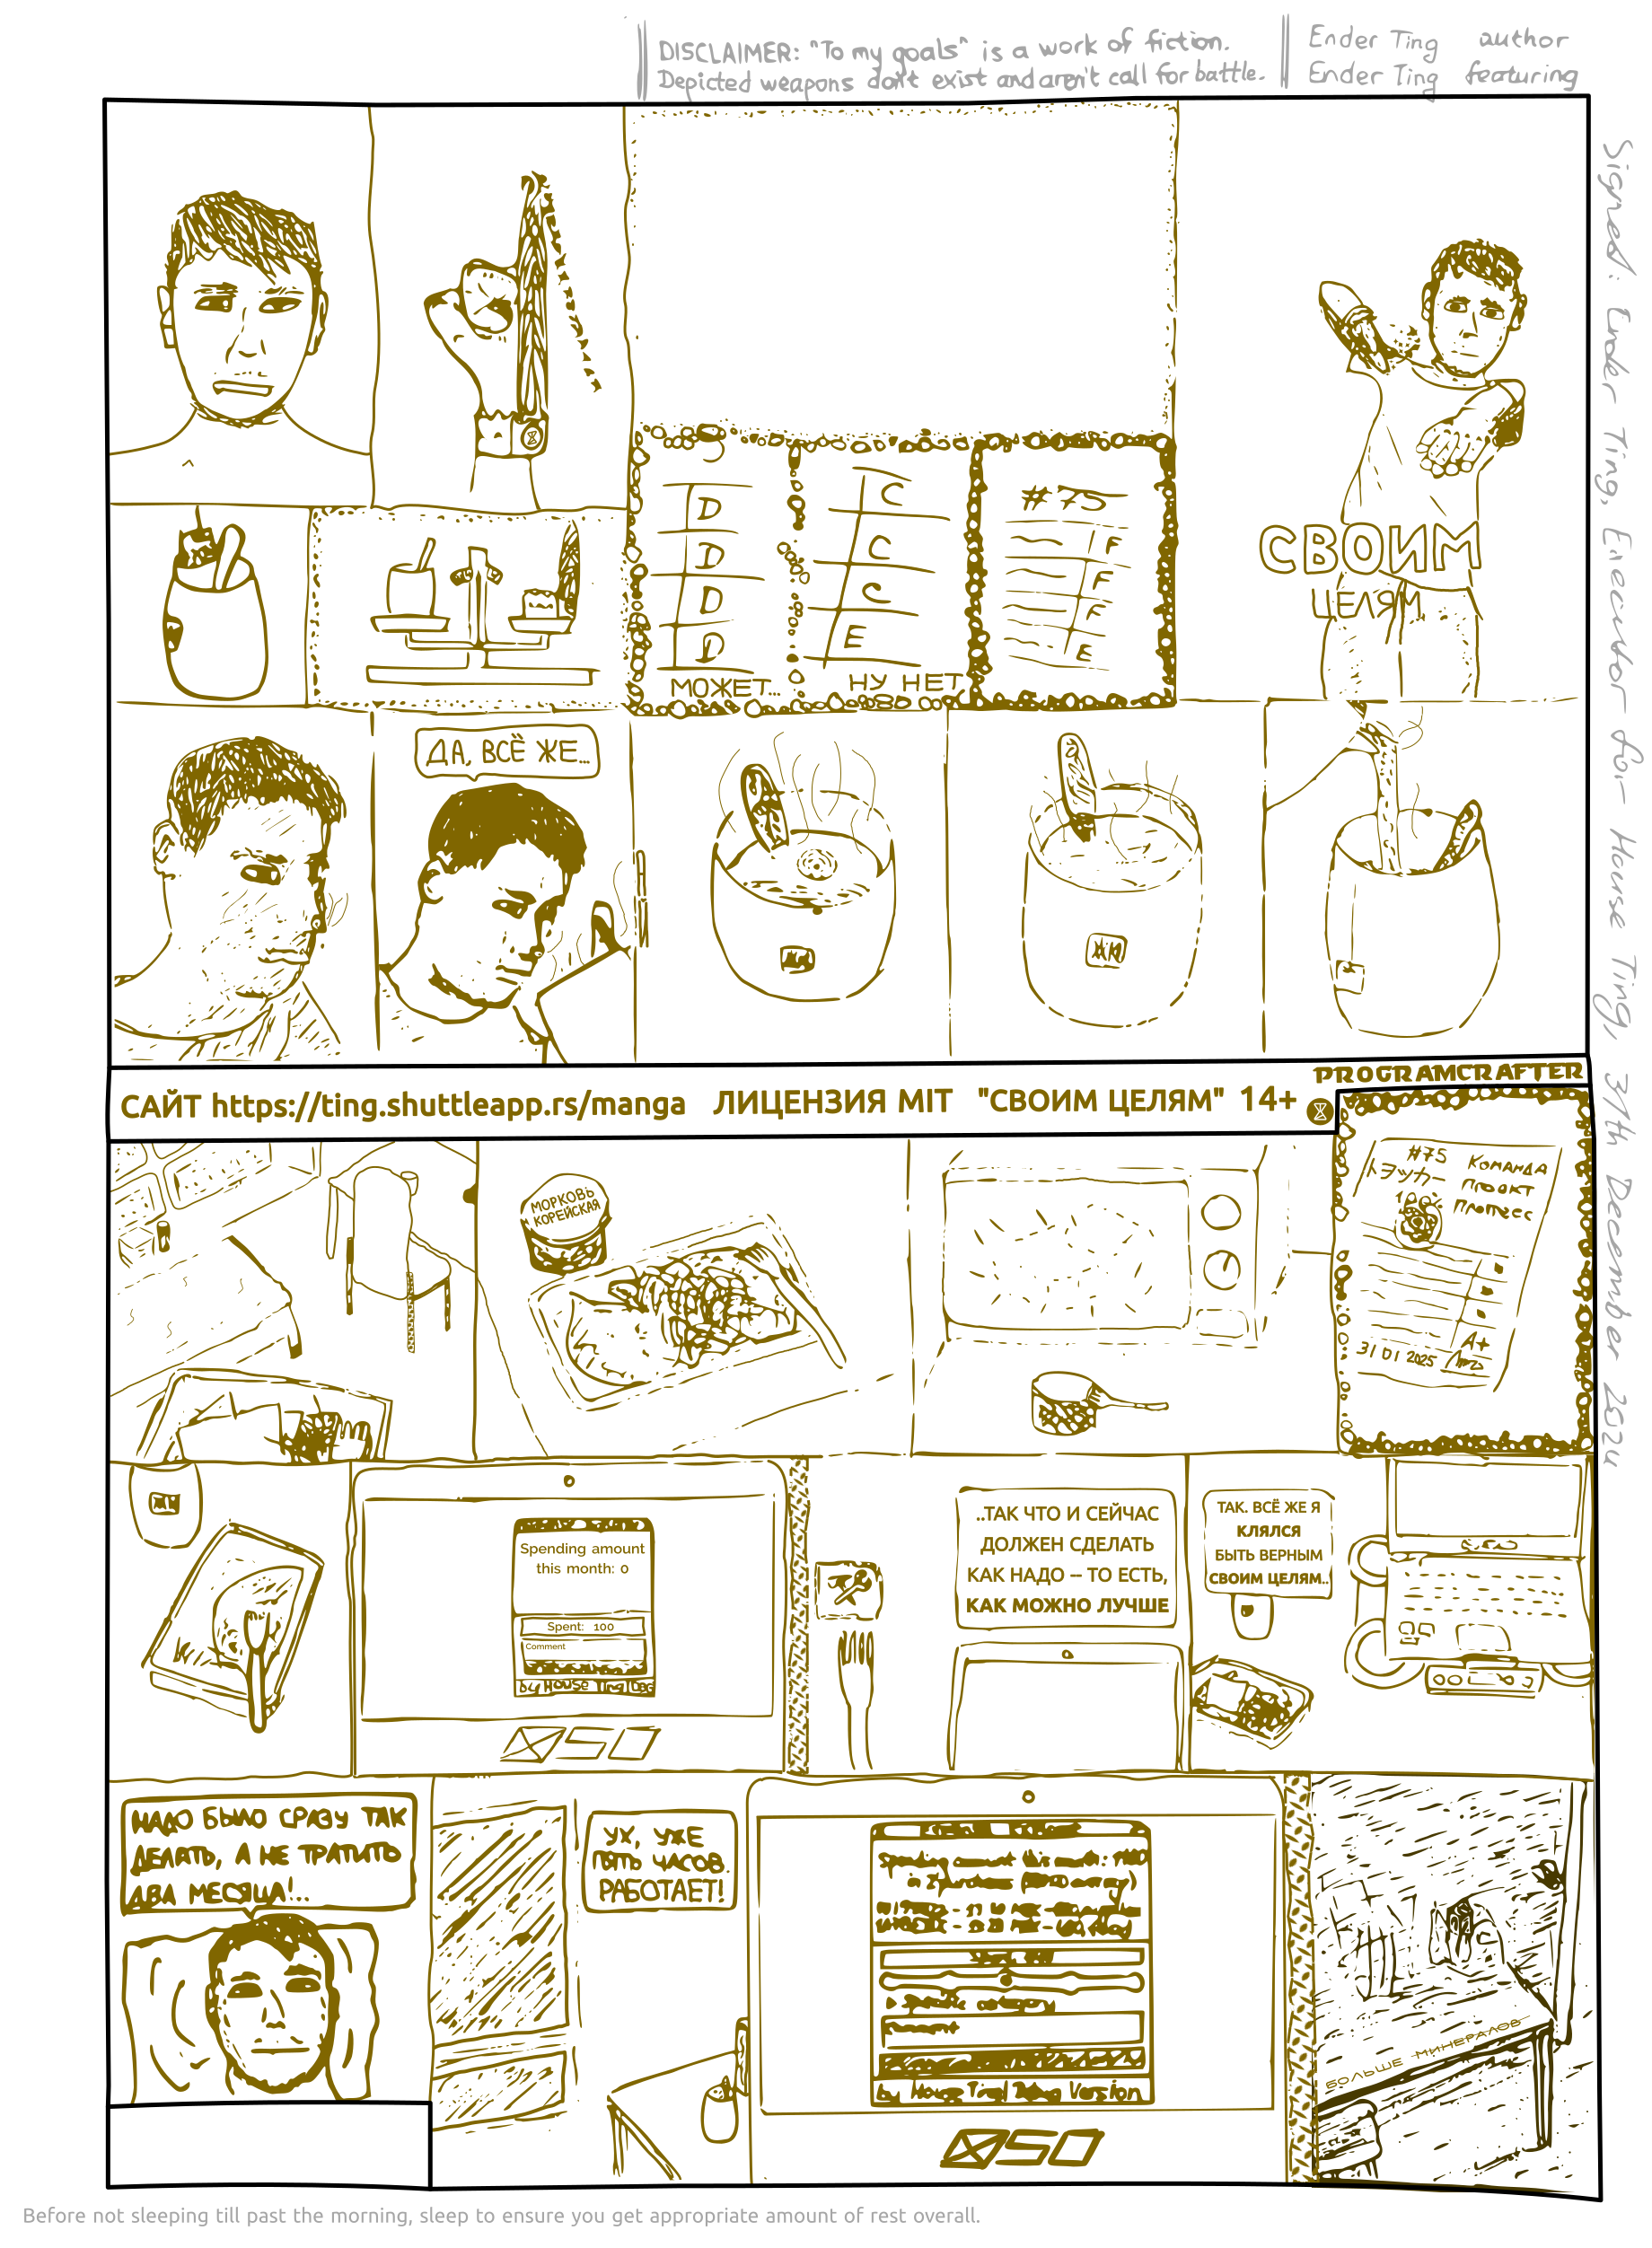 DISCLAIMER: "To my goals" is a work of fiction.
Depicted weapons don't exist and aren't call for battle.
Ender Ting author
Ender Ting featuring
Signed: Ender Ting, Executor for House Ting, 31th December 2024
D
D
D
D
МОЖЕТ...
C
C
C
E
НУ НЕТ
#75
F
F
F
E
СВОИМ
ЦЕЛЯМ
ДА, ВСЁ ЖЕ...
САЙТ https://ting.shuttleapp.rs/manga ЛИЦЕНЗИЯ MIT "СВОИМ ЦЕЛЯМ" 14+
PROGRAMCRAFTER
МОРКОВЬ
КОРЕЙСКАЯ
#75 КОМАНДА
100%
A+
31 01 2025
Spending amount
this month: 0
Spent: 100
Comment
by House Ting
..ТАК ЧТО И СЕЙЧАС
ДОЛЖЕН СДЕЛАТЬ
КАК НАДО – ТО ЕСТЬ,
КАК МОЖНО ЛУЧШЕ
ТАК. ВСЁ ЖЕ Я
КЛЯЛСЯ
БЫТЬ ВЕРНЫМ
СВОИМ ЦЕЛЯМ..
НАДО БЫЛО СРАЗУ ТАК
ДЕЛАТЬ, А НЕ ТРАТИТЬ
ДВА МЕСЯЦА!..
УХ, УЖЕ
ПЯТЬ ЧАСОВ.
РАБОТАЕТ!
Spending amount this month:
specific category
by House Ting Version
БОЛЬШЕ МИНЕРАЛОВ
Before not sleeping till past the morning, sleep to ensure you get appropriate amount of rest overall.